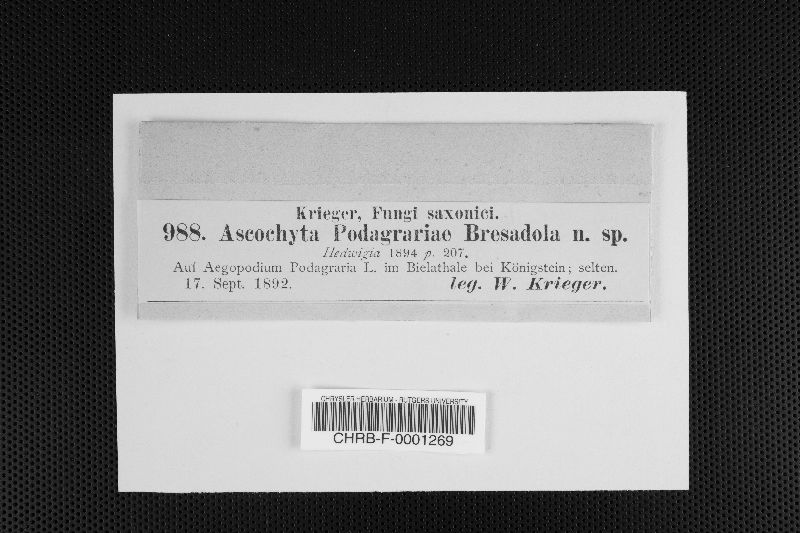 Krieger, Fungi saxonici.
988. Ascochyta Podagrariae Bresadola n. sp.
Hedwigia 1894 p. 207.
Auf Aegopodium Podagraria L. im Bielathale bei Königstein; selten.
17. Sept. 1892. leg. W. Krieger.
CHRYSLER HERBARIUM - RUTGERS UNIVERSITY
CHRB-F-0001269